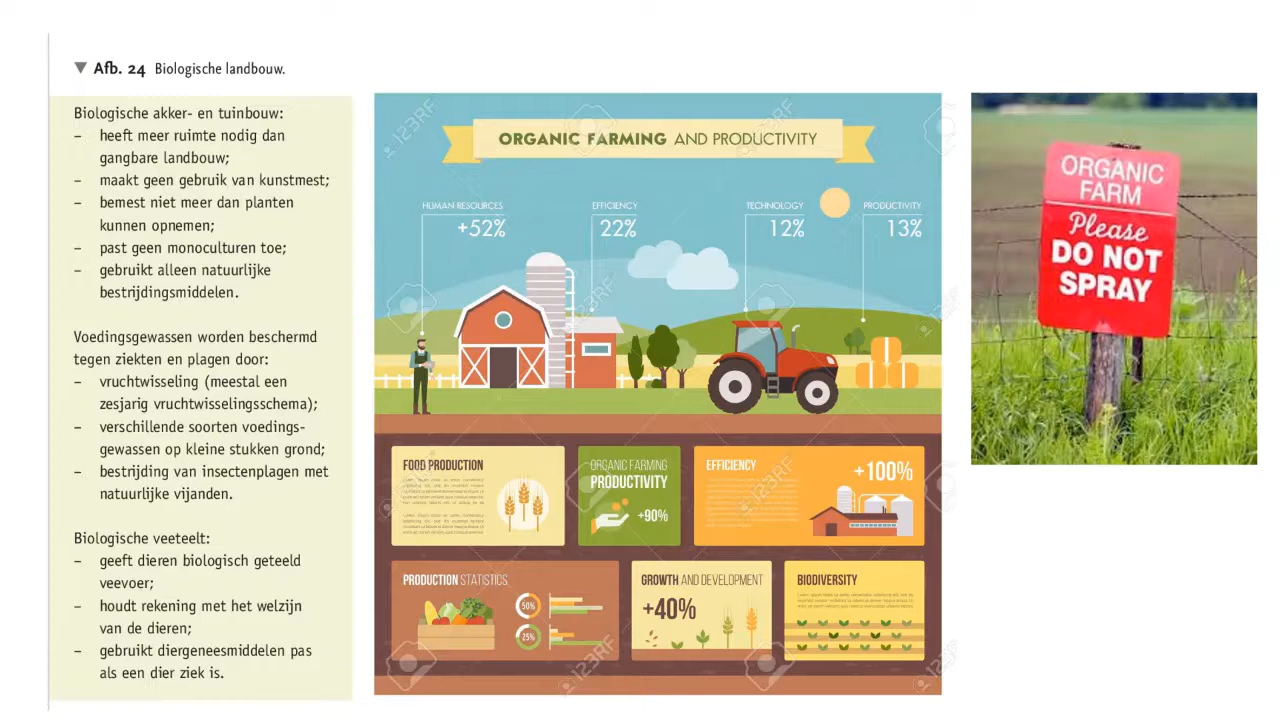 ▼ Afb. 24 Biologische landbouw.
Biologische akker- en tuinbouw:
– heeft meer ruimte nodig dan
gangbare landbouw;
– maakt geen gebruik van kunstmest;
– bemest niet meer dan planten
kunnen opnemen;
– past geen monoculturen toe;
– gebruikt alleen natuurlijke
bestrijdingsmiddelen.
Voedingsgewassen worden beschermd
tegen ziekten en plagen door:
– vruchtwisseling (meestal een
zesjarig vruchtwisselingsschema);
– verschillende soorten voedings-
gewassen op kleine stukken grond;
– bestrijding van insectenplagen met
natuurlijke vijanden.
Biologische veeteelt:
– geeft dieren biologisch geteeld
veevoer;
– houdt rekening met het welzijn
van de dieren;
– gebruikt diergeneesmiddelen pas
als een dier ziek is.
ORGANIC FARMING AND PRODUCTIVITY
HUMAN RESOURCES
+52%
EFFICIENCY
22%
TECHNOLOGY
12%
PRODUCTIVITY
13%
FOOD PRODUCTION
ORGANIC FARMING
PRODUCTIVITY
+90%
EFFICIENCY
+100%
PRODUCTION STATISTICS
50%
25%
GROWTH AND DEVELOPMENT
+40%
BIODIVERSITY
123RF
ORGANIC
FARM
Please
DO NOT
SPRAY